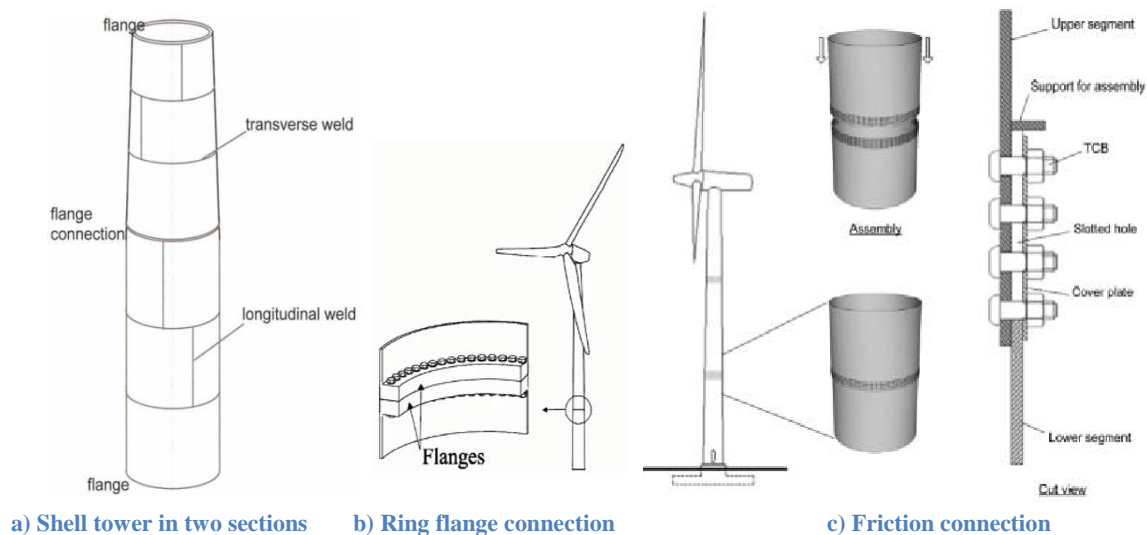 flange
transverse weld
flange
connection
longitudinal weld
flange
Flanges
Assembly
Upper segment
Support for assembly
TCB
Slotted hole
Cover plate
Lower segment
Cut view
a) Shell tower in two sections
b) Ring flange connection
c) Friction connection